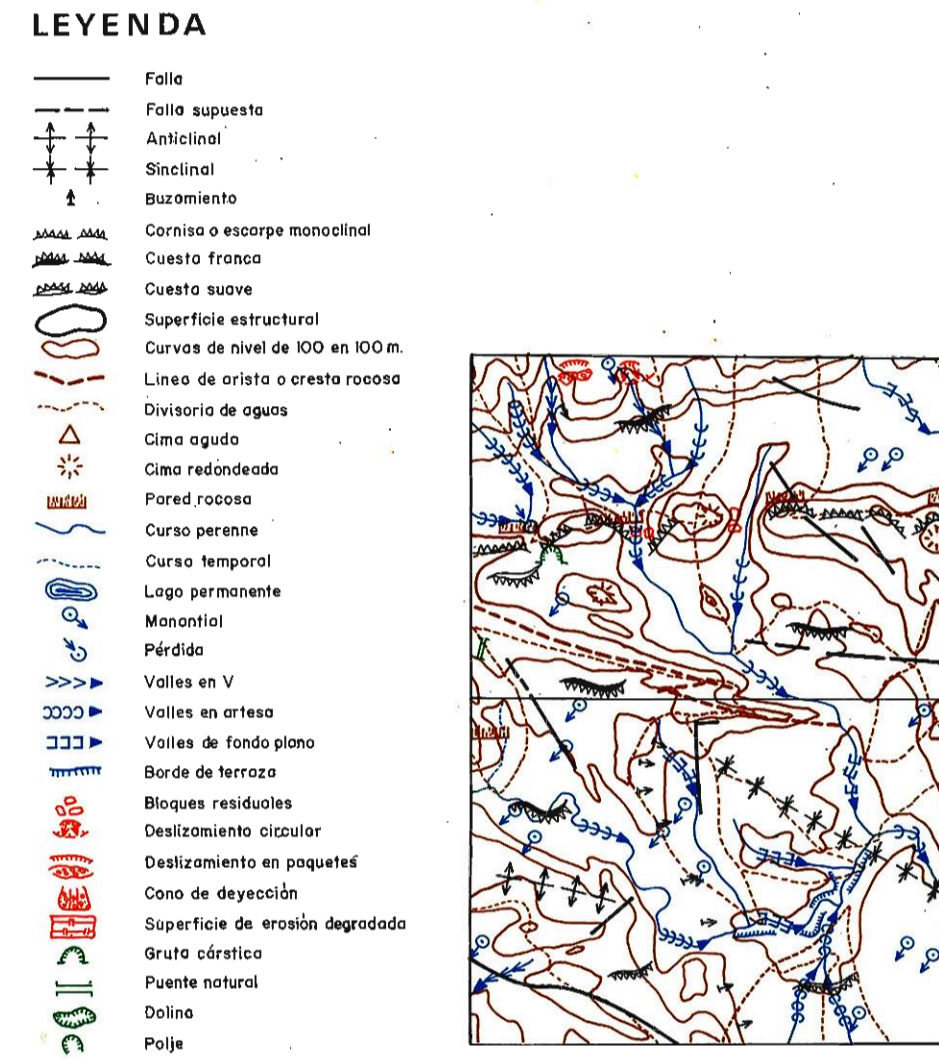 LEYENDA
Falla
Falla supuesta
Anticlinal
Sinclinal
Buzamiento
Cornisa o escarpe monoclinal
Cuesta franca
Cuesta suave
Superficie estructural
Curvas de nivel de 100 en 100 m.
Linea de arista o cresta rocosa
Divisoria de aguas
Cima aguda
Cima redondeada
Pared rocosa
Curso perenne
Curso temporal
Lago permanente
Manantial
Pérdida
Valles en V
Valles en artesa
Valles de fondo plano
Borde de terraza
Bloques residuales
Deslizamiento circular
Deslizamiento en paquetes
Cono de deyección
Superficie de erosión degradada
Gruta cárstica
Puente natural
Dolina
Polje